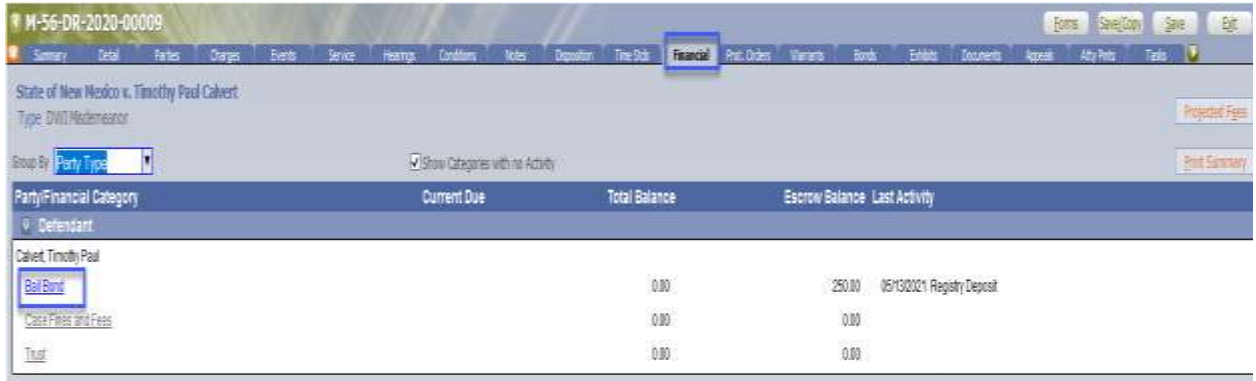 M-56-DR-2020-00009
Forms Save/Copy Save Exit
Summary Detail Parties Charges Events Service Hearings Conditions Notes Disposition Time Stds Financial Prot. Orders Warrants Bonds Exhibits Documents Appeals Atty Ptnts Tasks
State of New Mexico v. Timothy Paul Calvert
Type DWI Misdemeanor
Projected Fees
Group By Party Type Show Categories with no Activity Print Summary
Party/Financial Category Current Due Total Balance Escrow Balance Last Activity
Defendant
Calvert, Timothy Paul
Bail Bond 0.00 250.00 05/13/2021 Registry Deposit
Case Fines and Fees 0.00 0.00
Trust 0.00 0.00